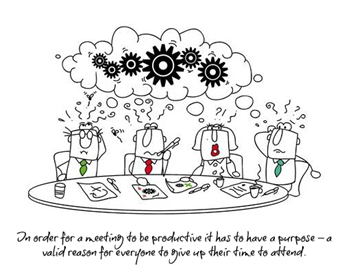 In order for a meeting to be productive it has to have a purpose – a
valid reason for everyone to give up their time to attend.